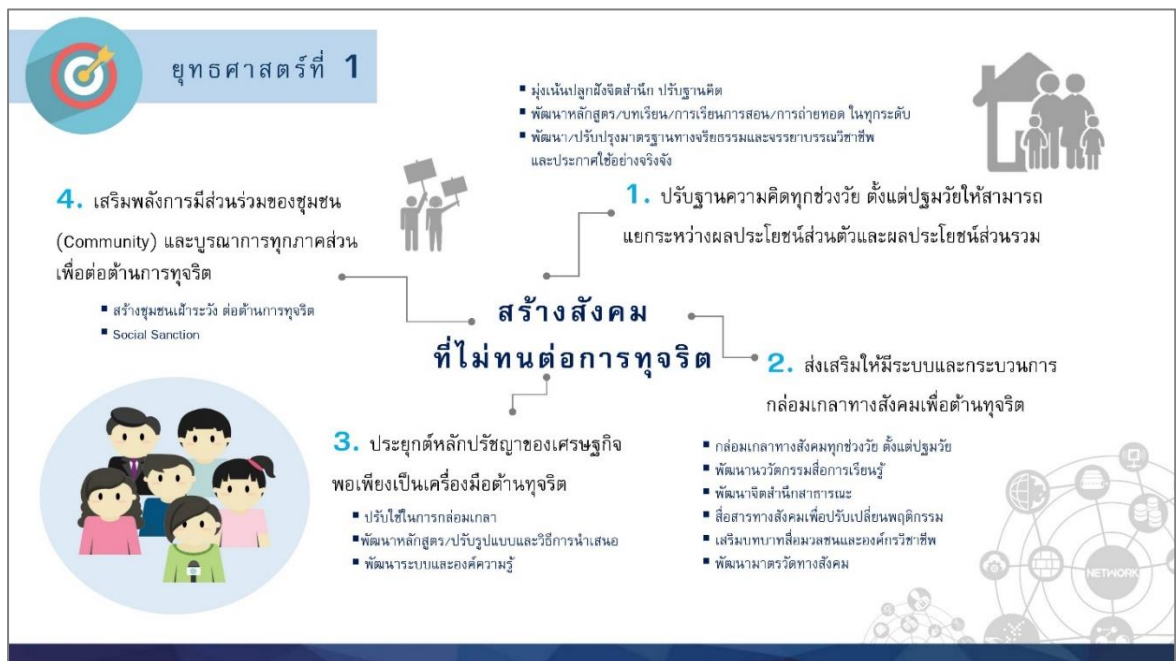 ยุทธศาสตร์ที่ 1
▪ มุ่งเน้นปลูกฝังจิตสำนึก ปรับฐานคิด
▪ พัฒนาหลักสูตร/บทเรียน/การเรียนการสอน/การถ่ายทอด ในทุกระดับ
▪ พัฒนา/ปรับปรุงมาตรฐานทางจริยธรรมและจรรยาบรรณวิชาชีพ
และประกาศใช้อย่างจริงจัง
1. ปรับฐานความคิดทุกช่วงวัย ตั้งแต่ปฐมวัยให้สามารถ
แยกระหว่างผลประโยชน์ส่วนตัวและผลประโยชน์ส่วนรวม
4. เสริมพลังการมีส่วนร่วมของชุมชน
(Community) และบูรณาการทุกภาคส่วน
เพื่อต่อต้านการทุจริต
▪ สร้างชุมชนเฝ้าระวัง ต่อต้านการทุจริต
▪ Social Sanction
สร้างสังคม
ที่ไม่ทนต่อการทุจริต
2. ส่งเสริมให้มีระบบและกระบวนการ
กล่อมเกลาทางสังคมเพื่อต้านทุจริต
▪ กล่อมเกลาทางสังคมทุกช่วงวัย ตั้งแต่ปฐมวัย
▪ พัฒนานวัตกรรมสื่อการเรียนรู้
▪ พัฒนาจิตสำนึกสาธารณะ
▪ สื่อสารทางสังคมเพื่อปรับเปลี่ยนพฤติกรรม
▪ เสริมบทบาทสื่อมวลชนและองค์กรวิชาชีพ
▪ พัฒนามาตรวัดทางสังคม
3. ประยุกต์หลักปรัชญาของเศรษฐกิจ
พอเพียงเป็นเครื่องมือต้านทุจริต
▪ ปรับใช้ในการกล่อมเกลา
▪พัฒนาหลักสูตร/ปรับรูปแบบและวิธีการนำเสนอ
▪ พัฒนาระบบและองค์ความรู้
NETWORK